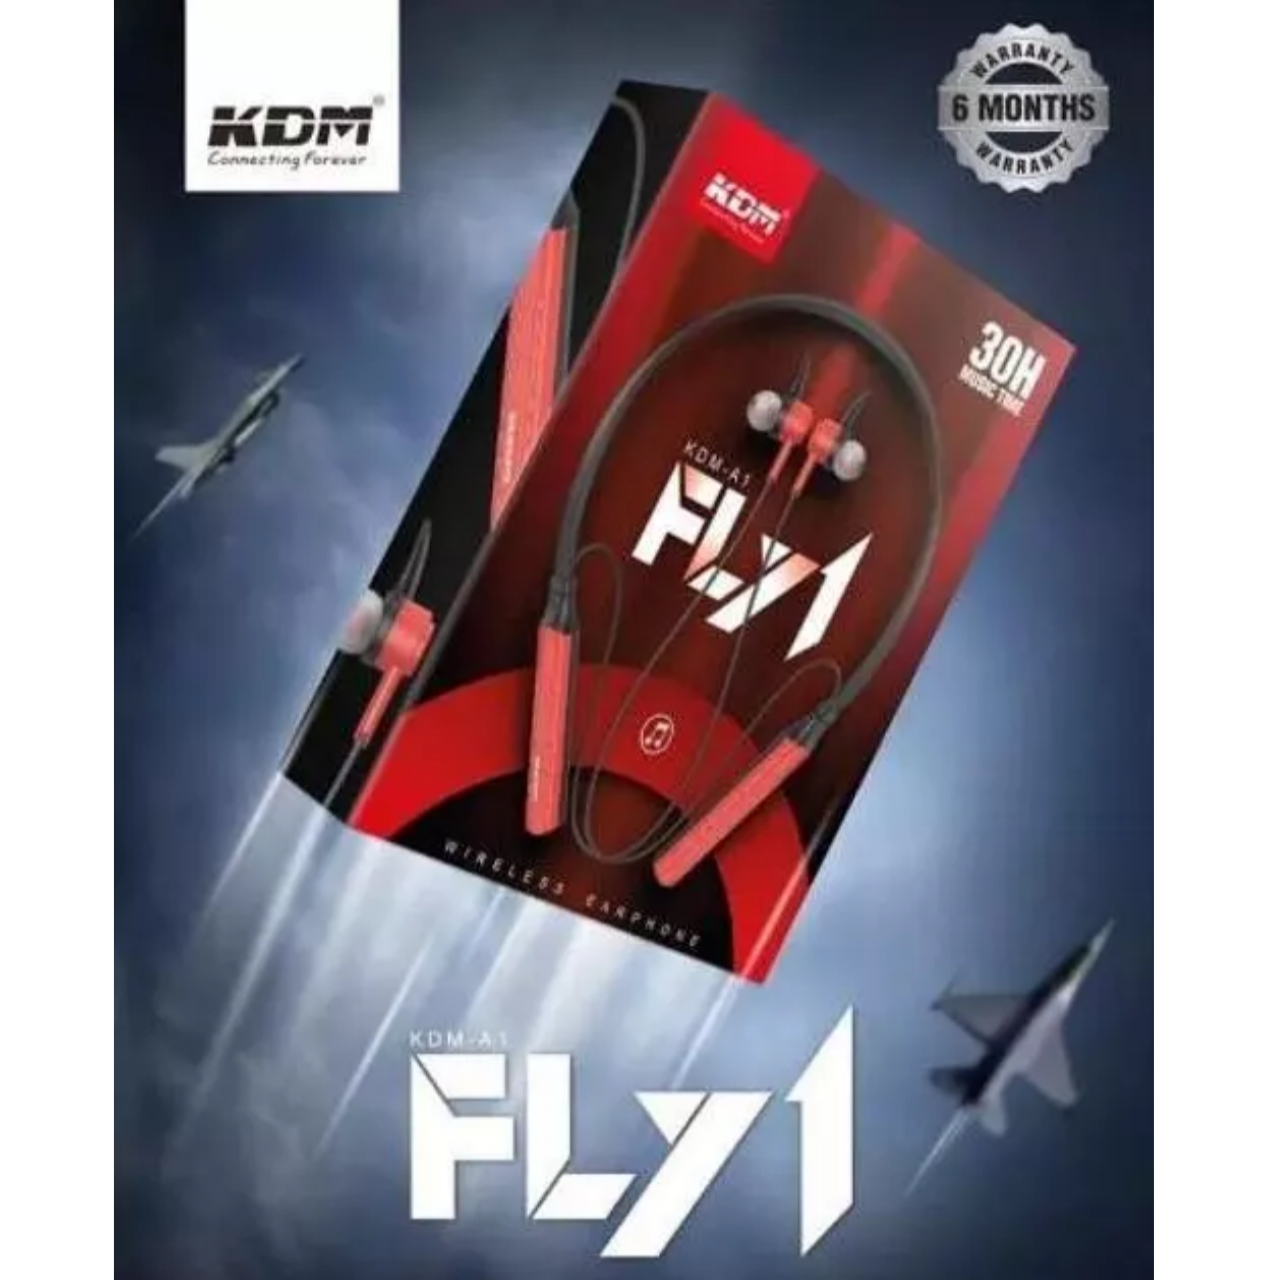 KDM®
Connecting Forever
WARRANTY
6 MONTHS
WARRANTY
KDM
30H
MUSIC TIME
KDM-A1
FLY1
WIRELESS EARPHONE
KDM-A1
FLY1